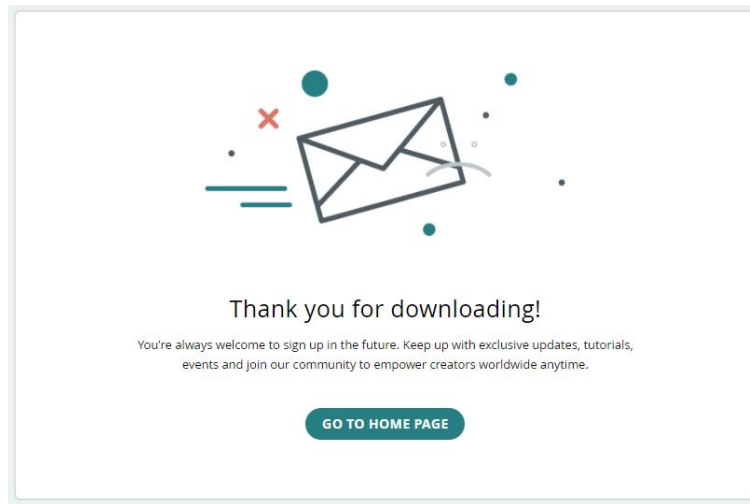 Thank you for downloading!
You're always welcome to sign up in the future. Keep up with exclusive updates, tutorials,
events and join our community to empower creators worldwide anytime.
GO TO HOME PAGE